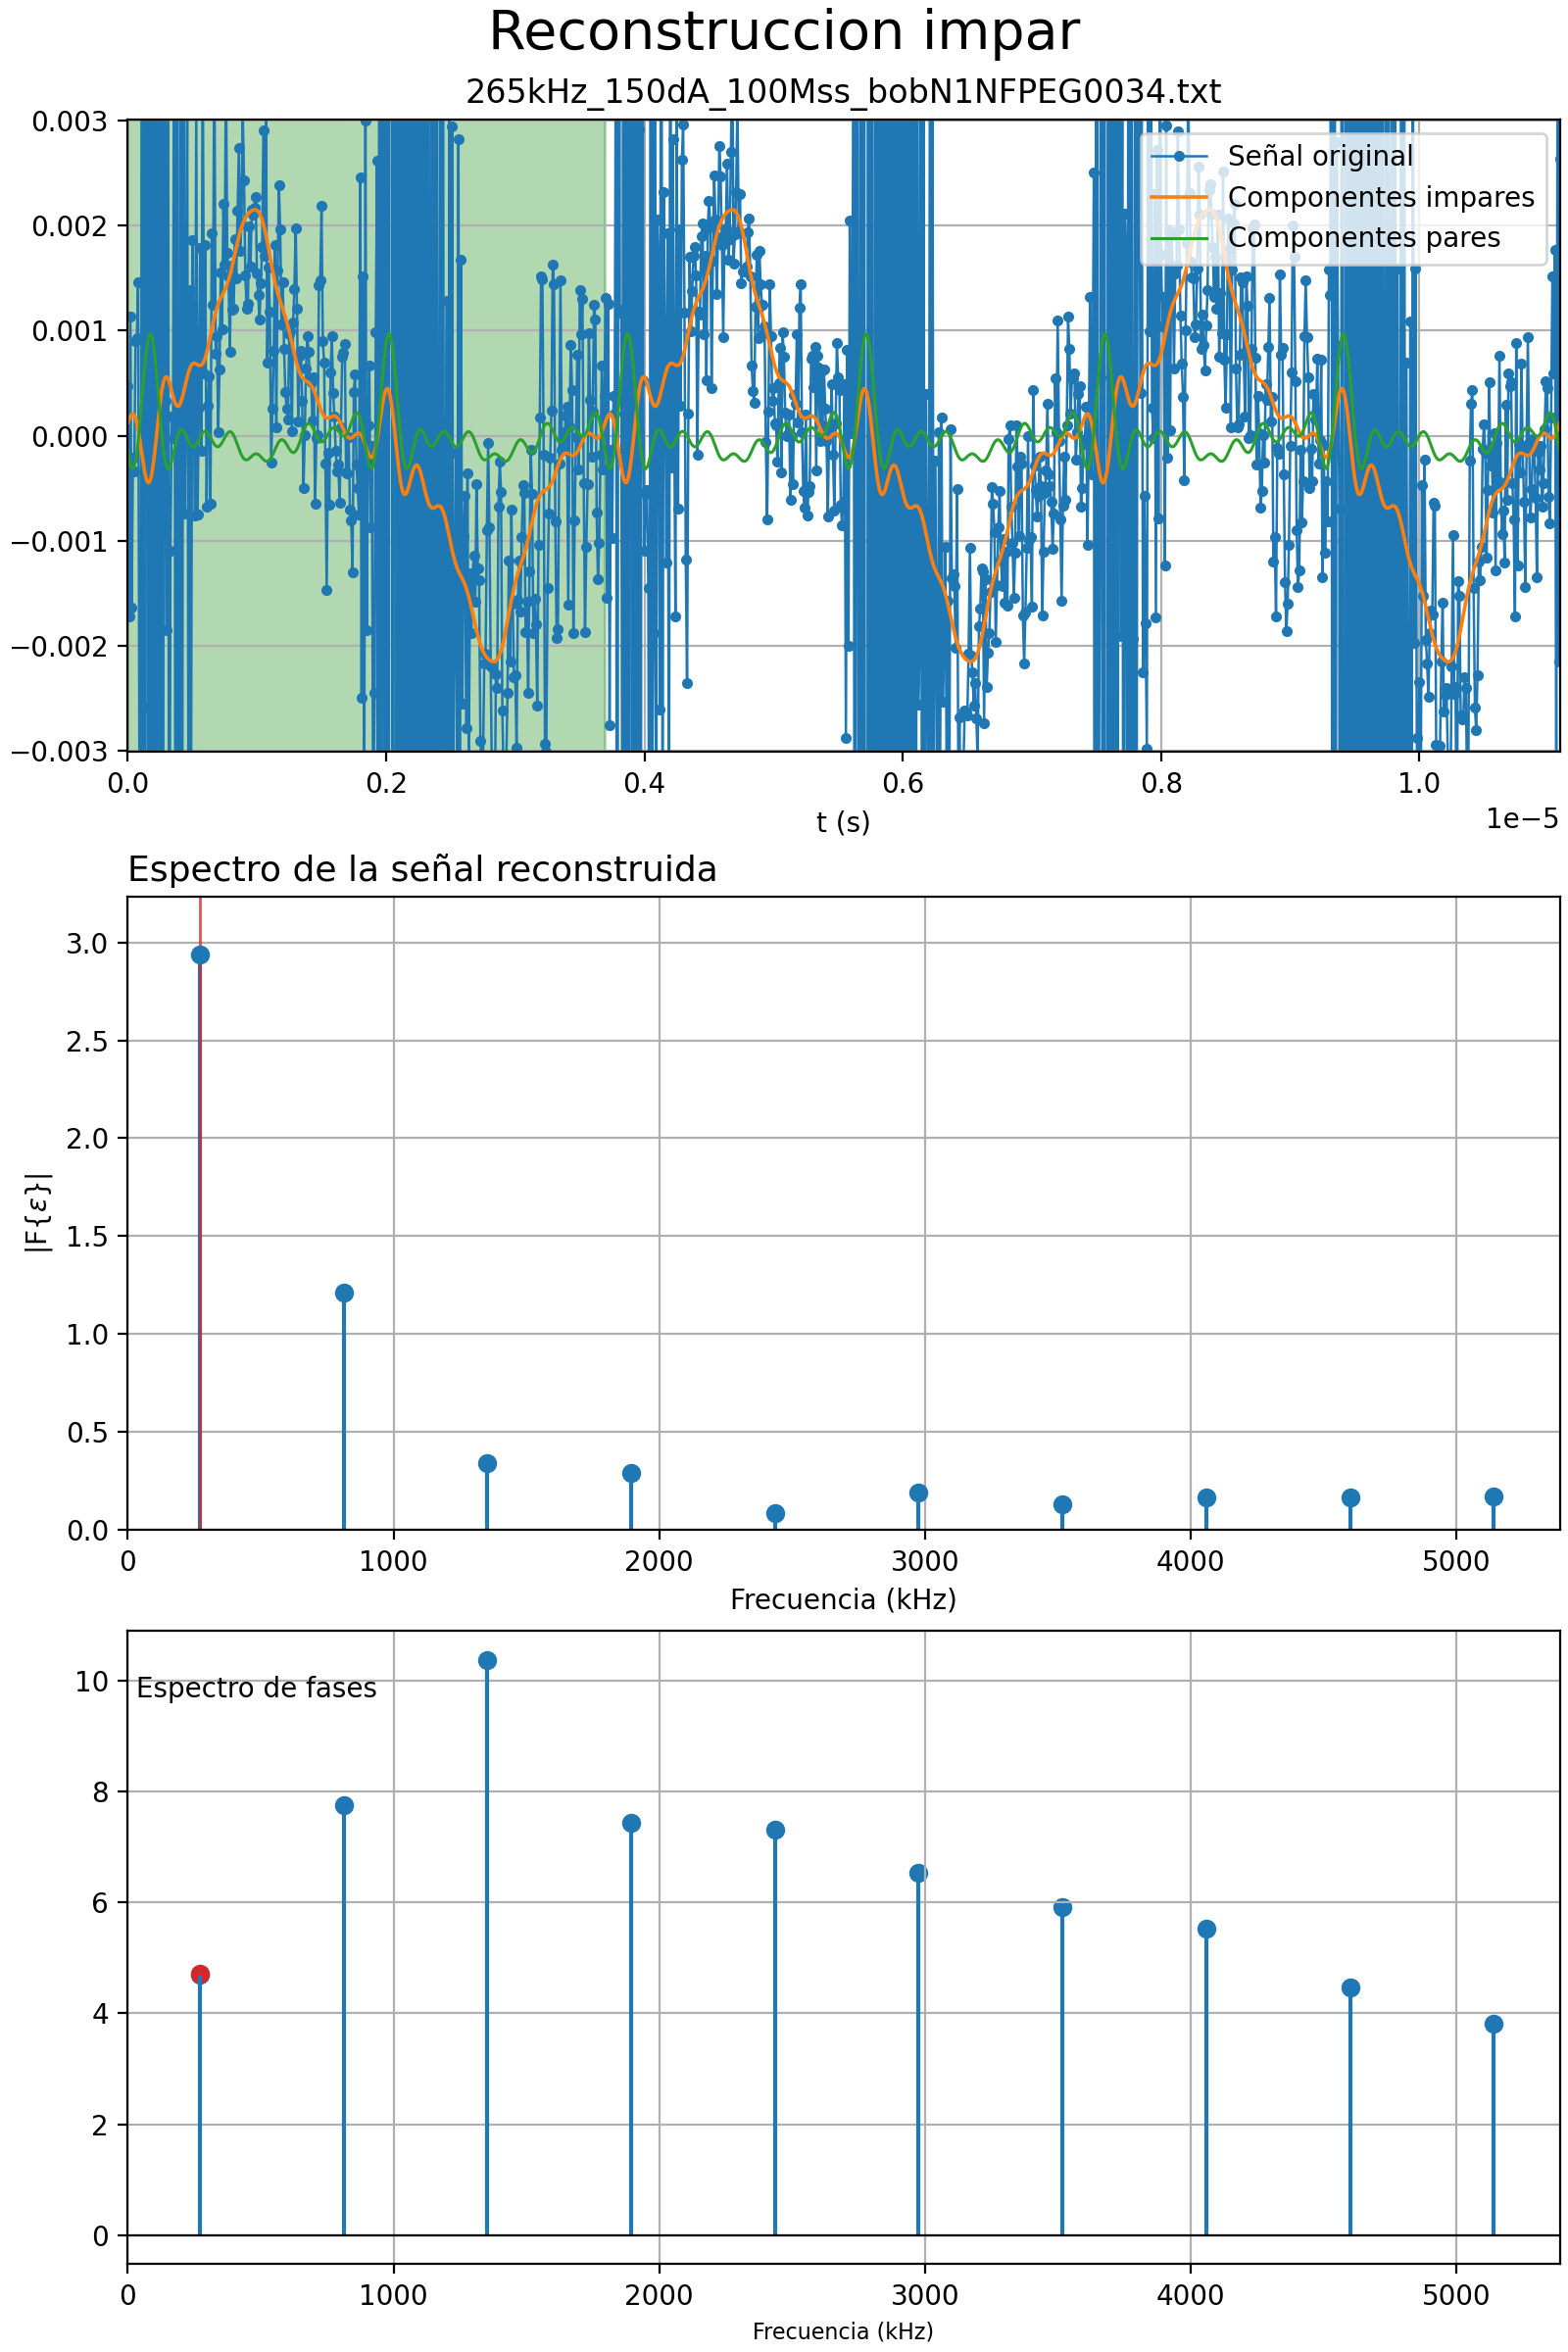 Reconstruccion impar
265kHz_150dA_100Mss_bobN1NFPEG0034.txt
0.003
0.002
0.001
0.000
−0.001
−0.002
−0.003
Señal original
Componentes impares
Componentes pares
0.0 0.2 0.4 0.6 0.8 1.0
1e−5
t (s)
Espectro de la señal reconstruida
3.0
2.5
2.0
1.5
1.0
0.5
0.0
|F{ε}|
0 1000 2000 3000 4000 5000
Frecuencia (kHz)
Espectro de fases
10
8
6
4
2
0
0 1000 2000 3000 4000 5000
Frecuencia (kHz)